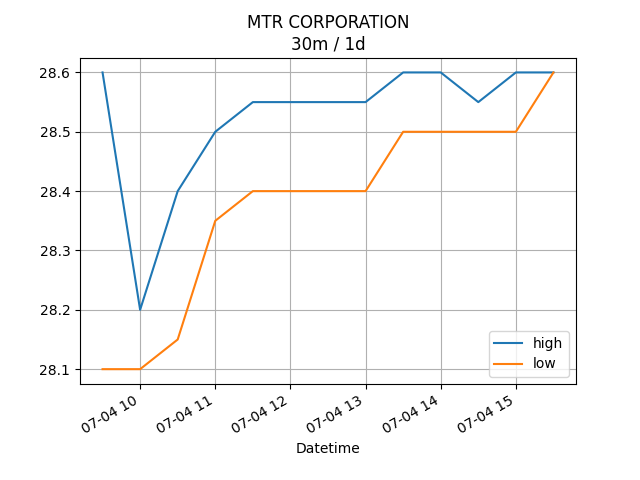 MTR CORPORATION
30m / 1d
28.6
28.5
28.4
28.3
28.2
28.1
high
low
07-04 10
07-04 11
07-04 12
07-04 13
07-04 14
07-04 15
Datetime